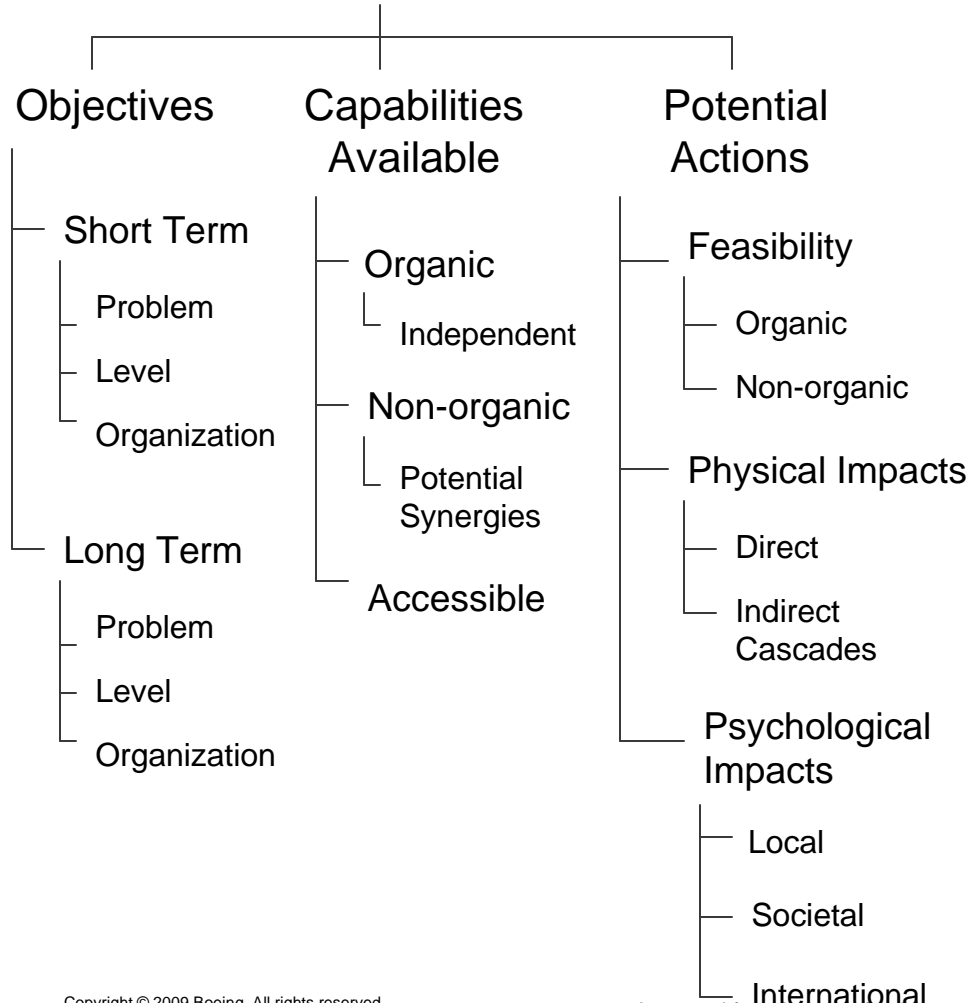 Objectives
Short Term
Problem
Level
Organization
Long Term
Problem
Level
Organization
Capabilities
Available
Organic
Independent
Non-organic
Potential
Synergies
Accessible
Potential
Actions
Feasibility
Organic
Non-organic
Physical Impacts
Direct
Indirect
Cascades
Psychological
Impacts
Local
Societal
International
Copyright © 2009 Boeing. All rights reserved.